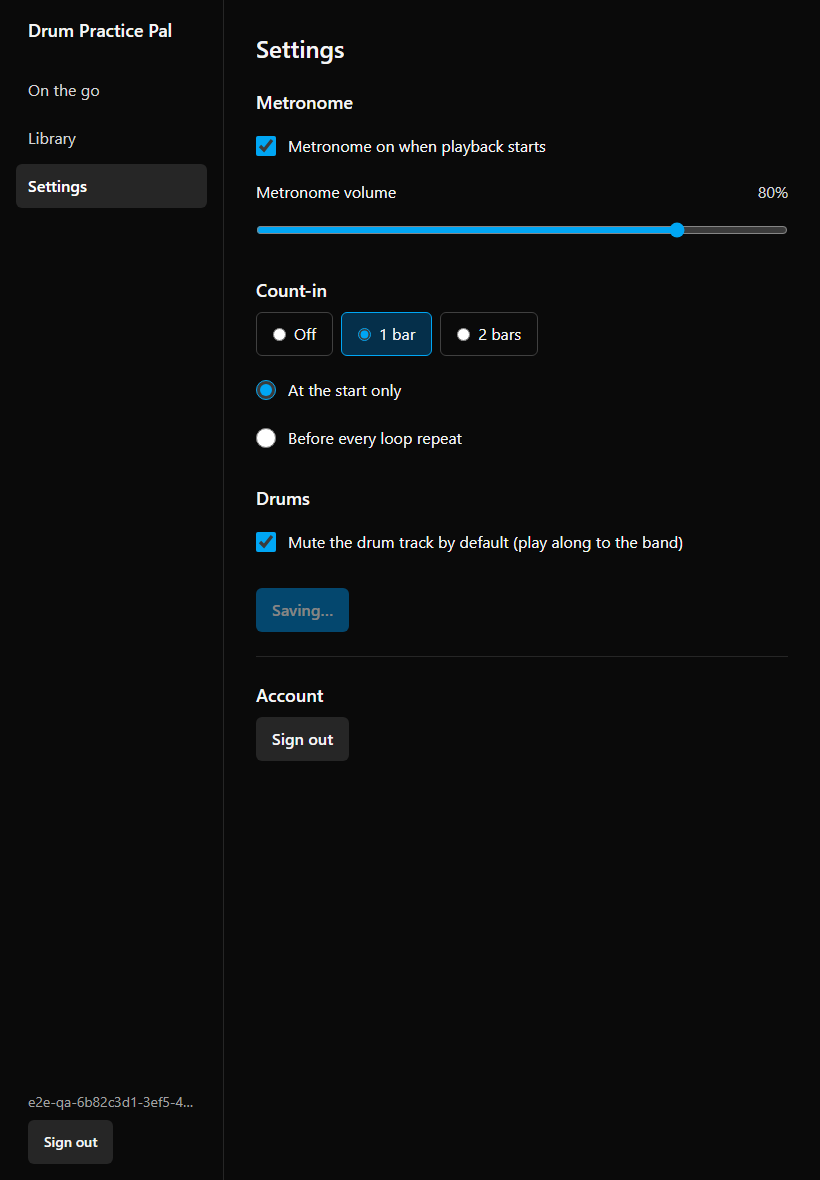 Drum Practice Pal
On the go
Library
Settings
Settings
Metronome
Metronome on when playback starts
Metronome volume 80%
Count-in
Off 1 bar 2 bars
At the start only
Before every loop repeat
Drums
Mute the drum track by default (play along to the band)
Saving...
Account
Sign out
e2e-qa-6b82c3d1-3ef5-4...
Sign out